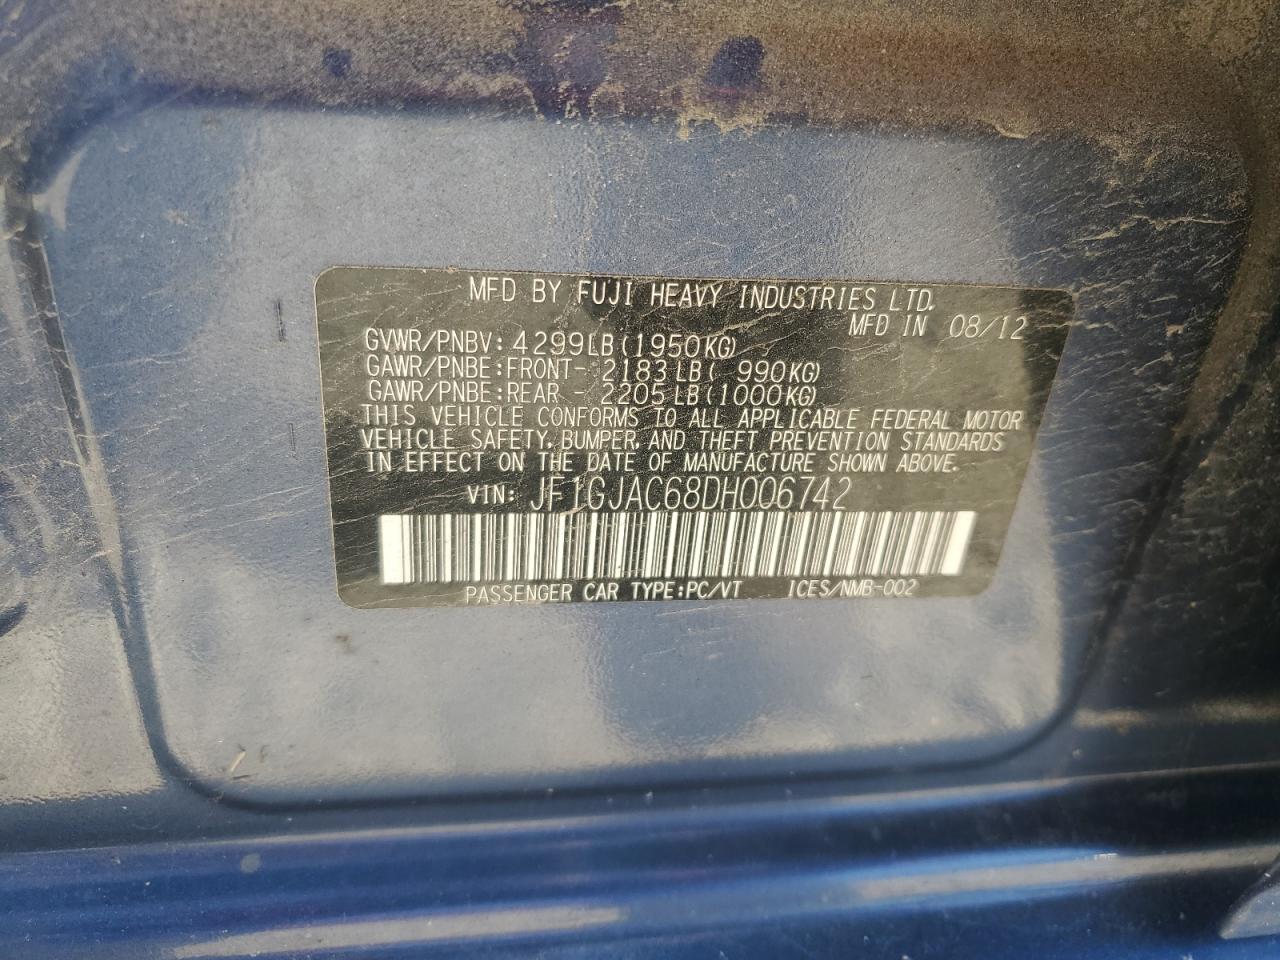 MFD BY FUJI HEAVY INDUSTRIES LTD.
MFD IN 08/12
GVWR/PNBV: 4299LB(1950KG)
GAWR/PNBE:FRONT- 2183LB( 990KG)
GAWR/PNBE:REAR - 2205LB(1000KG)
THIS VEHICLE CONFORMS TO ALL APPLICABLE FEDERAL MOTOR
VEHICLE SAFETY, BUMPER, AND THEFT PREVENTION STANDARDS
IN EFFECT ON THE DATE OF MANUFACTURE SHOWN ABOVE.
VIN: JF1GJAC68DH006742
PASSENGER CAR TYPE:PC/VT ICES/NMB-002